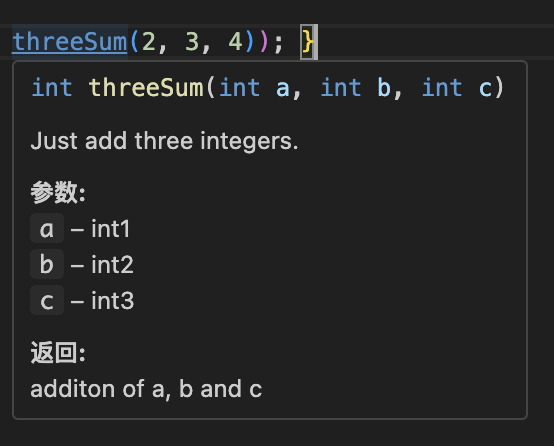 threeSum(2, 3, 4)); }
int threeSum(int a, int b, int c)
Just add three integers.
参数:
a – int1
b – int2
c – int3
返回:
additon of a, b and c